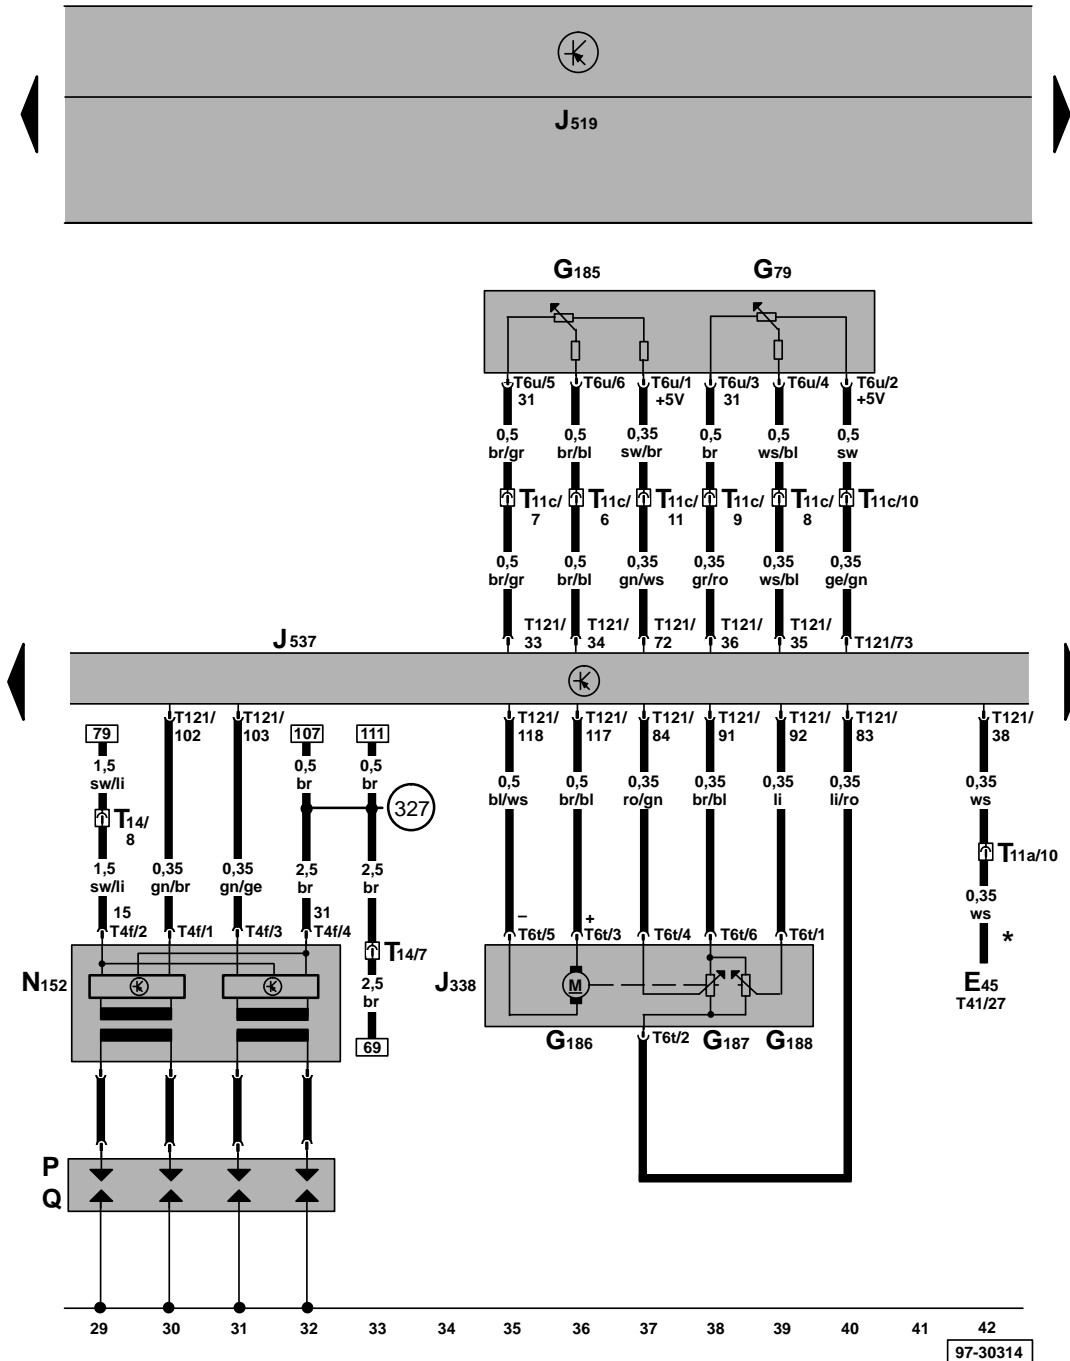 J519
G185 G79
T6u/5 T6u/6 T6u/1 T6u/3 T6u/4 T6u/2
31 +5V 31 +5V
0,5 0,5 0,35 0,5 0,5 0,5
br/gr br/bl sw/br br ws/bl sw
T11c/ T11c/ T11c/ T11c/ T11c/ T11c/10
7 6 11 9 8
0,5 0,5 0,35 0,35 0,35 0,35
br/gr br/bl gn/ws gr/ro ws/bl ge/gn
T121/ T121/ T121/ T121/ T121/
33 34 72 36 35 T121/73
J537
T121/ T121/ T121/ T121/ T121/ T121/ T121/ T121/ T121/
79 102 103 107 111 118 117 84 91 92 83 38
1,5 0,5 0,5 0,5 0,5 0,35 0,35 0,35 0,35 0,35
sw/li br br bl/ws br/bl ro/gn br/bl li li/ro ws
327
T14/
8
T11a/10
1,5 0,35 0,35 2,5 2,5 0,35
sw/li gn/br gn/ge br br ws
15 31 – + *
T4f/2 T4f/1 T4f/3 T4f/4 T6t/5 T6t/3 T6t/4 T6t/6 T6t/1
T14/7
N152 2,5 J338 M E45
br T41/27
69 G186 T6t/2 G187 G188
P
Q
29 30 31 32 33 34 35 36 37 38 39 40 41 42
97-30314